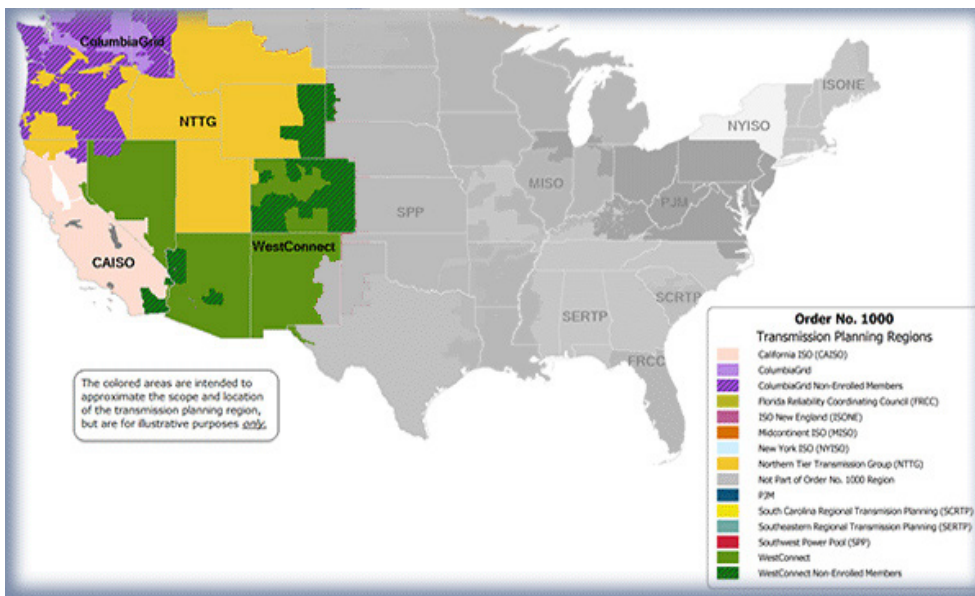 ColumbiaGrid
NTTG
CAISO
WestConnect
SPP
MISO
PJM
NYISO
ISONE
SERTP
SCRTP
FRCC
The colored areas are intended to
approximate the scope and location
of the transmission planning region,
but are for illustrative purposes only.
Order No. 1000
Transmission Planning Regions
California ISO (CAISO)
ColumbiaGrid
ColumbiaGrid Non-Enrolled Members
Florida Reliability Coordinating Council (FRCC)
ISO New England (ISONE)
Midcontinent ISO (MISO)
New York ISO (NYISO)
Northern Tier Transmission Group (NTTG)
Not Part of Order No. 1000 Region
PJM
South Carolina Regional Transmision Planning (SCRTP)
Southeastern Regional Transmission Planning (SERTP)
Southwest Power Pool (SPP)
WestConnect
WestConnect Non-Enrolled Members